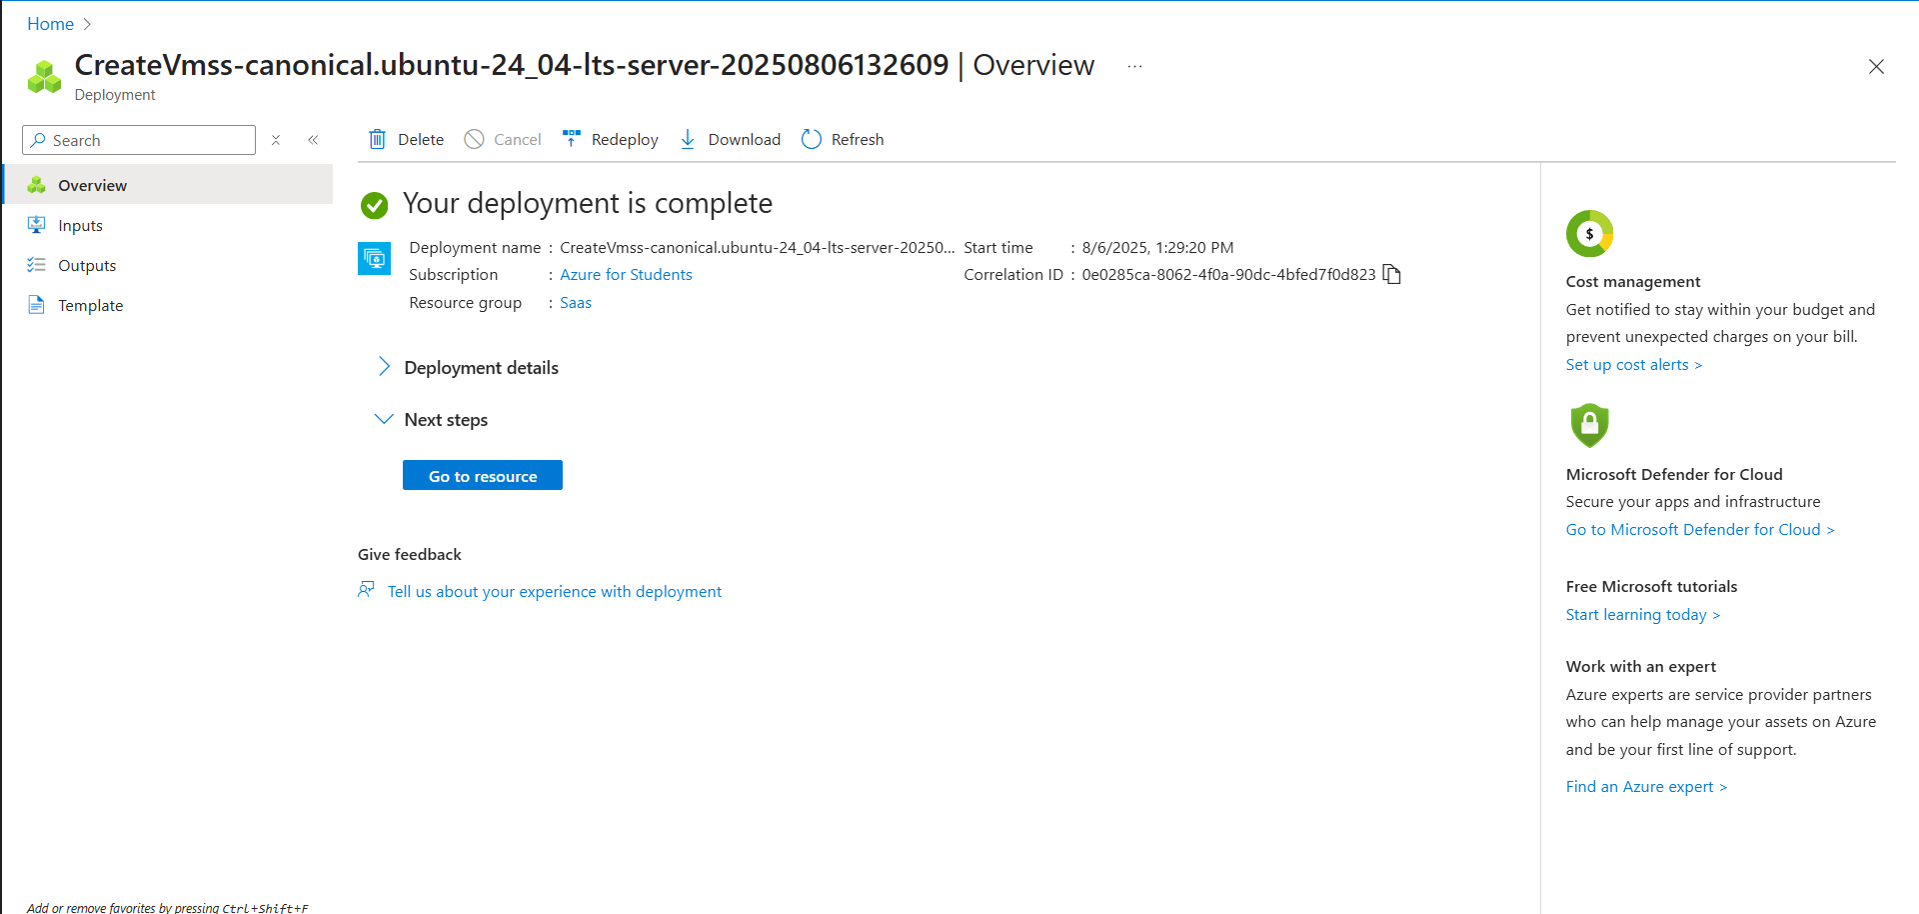 Home >
CreateVmss-canonical.ubuntu-24_04-lts-server-20250806132609 | Overview ...
Deployment
Search
Overview
Inputs
Outputs
Template
Delete Cancel Redeploy Download Refresh
Your deployment is complete
Deployment name : CreateVmss-canonical.ubuntu-24_04-lts-server-20250...
Subscription : Azure for Students
Resource group : Saas
Start time : 8/6/2025, 1:29:20 PM
Correlation ID : 0e0285ca-8062-4f0a-90dc-4bfed7f0d823
Deployment details
Next steps
Go to resource
Give feedback
Tell us about your experience with deployment
$
Cost management
Get notified to stay within your budget and
prevent unexpected charges on your bill.
Set up cost alerts >
Microsoft Defender for Cloud
Secure your apps and infrastructure
Go to Microsoft Defender for Cloud >
Free Microsoft tutorials
Start learning today >
Work with an expert
Azure experts are service provider partners
who can help manage your assets on Azure
and be your first line of support.
Find an Azure expert >
Add or remove favorites by pressing Ctrl+Shift+F